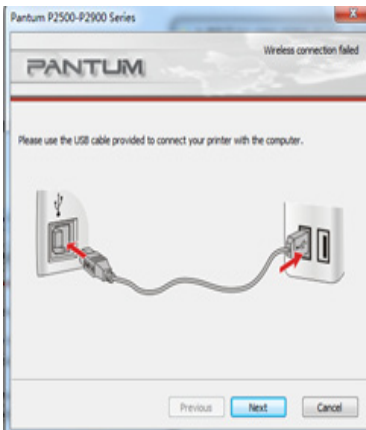 Pantum P2500-P2900 Series
Wireless connection failed
PANTUM
Please use the USB cable provided to connect your printer with the computer.
Previous
Next
Cancel